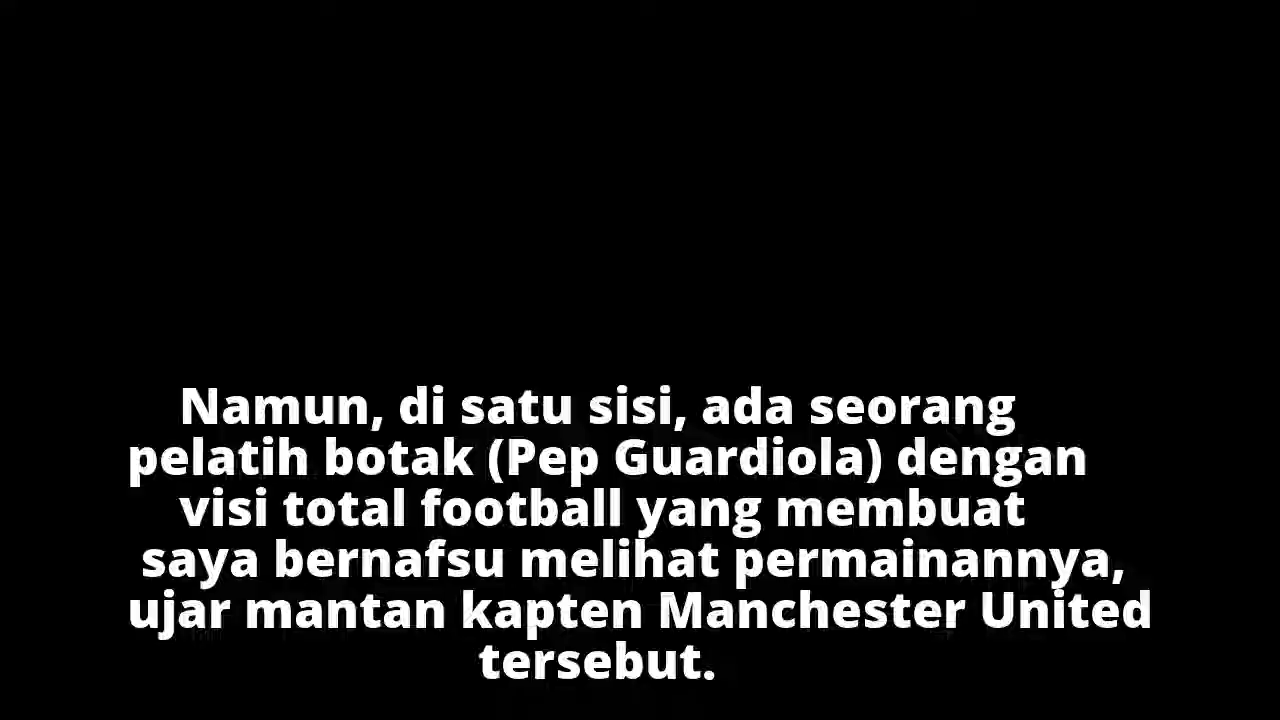 Namun, di satu sisi, ada seorang
pelatih botak (Pep Guardiola) dengan
visi total football yang membuat
saya bernafsu melihat permainannya,
ujar mantan kapten Manchester United
tersebut.